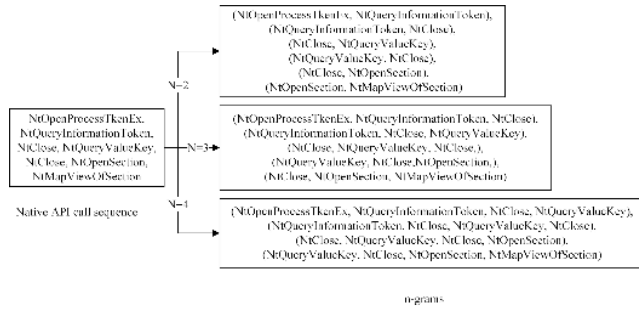 (NtOpenProcessTkenEx, NtQueryInformationToken),
(NtQueryInformationToken, NtClose).
(NtClose, NtQueryValueKey),
(NtQueryValueKey, NtClose).
(NtClose, NtOpenSection).
(NtOpenSection, NtMapViewOfSection)
N=2
NtOpenProcessTkenEx.
NtQueryInformationToken,
NtClose, NtQueryValueKey,
NtClose, NtOpenSection,
NtMapViewOfSection
Native API call sequence
N=3
(NtOpenProcessTkenEx, NtQueryInformationToken, NtClose).
(NtQueryInformationToken, NtClose, NtQueryValueKey),
(NtClose, NtQueryValueKey, NtClose,),
(NtQueryValueKey, NtClose,NtOpenSection,),
(NtClose, NtOpenSection, NtMapViewOfSection)
N=4
(NtOpenProcessTkenEx, NtQueryInformationToken, NtClose, NtQueryValueKey),
(NtQueryInformationToken, NtClose, NtQueryValueKey, NtClose).
(NtClose, NtQueryValueKey, NtClose, NtOpenSection).
(NtQueryValueKey, NtClose, NtOpenSection, NtMapViewOfSection)
n-grams